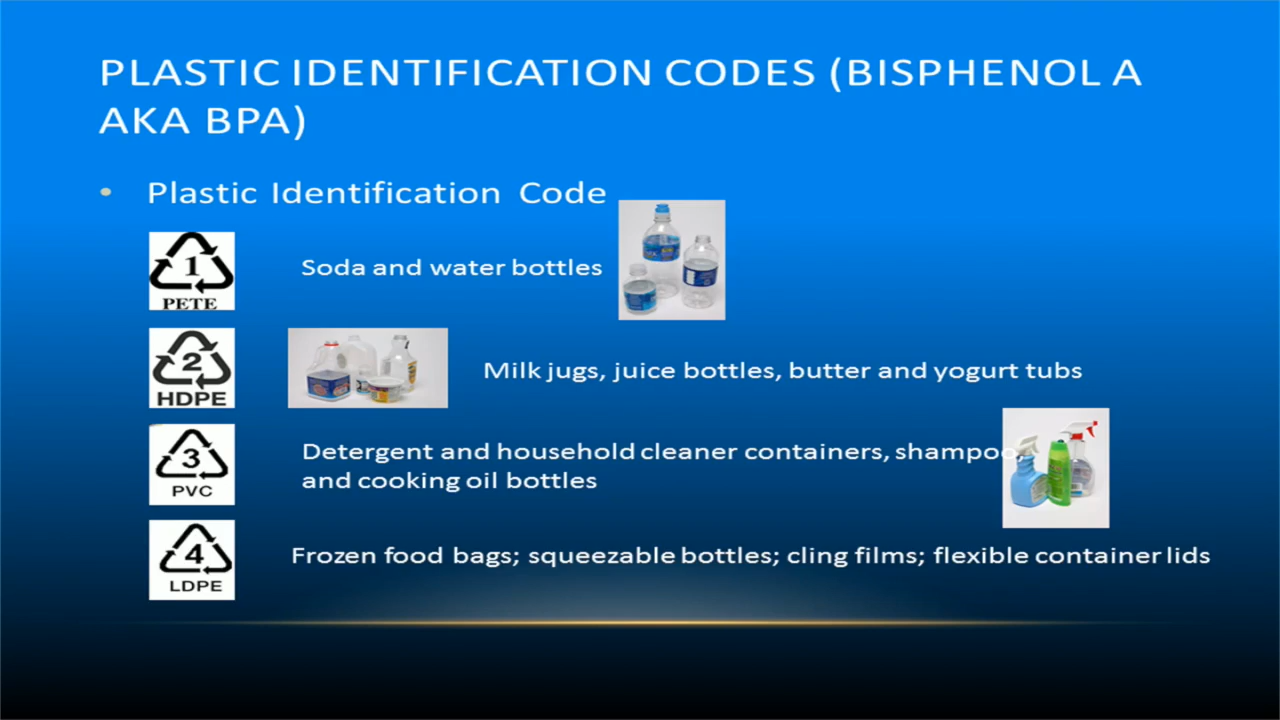 PLASTIC IDENTIFICATION CODES (BISPHENOL A
AKA BPA)
• Plastic Identification Code
1
PETE
Soda and water bottles
2
HDPE
Milk jugs, juice bottles, butter and yogurt tubs
3
PVC
Detergent and household cleaner containers, shampoo,
and cooking oil bottles
4
LDPE
Frozen food bags; squeezable bottles; cling films; flexible container lids